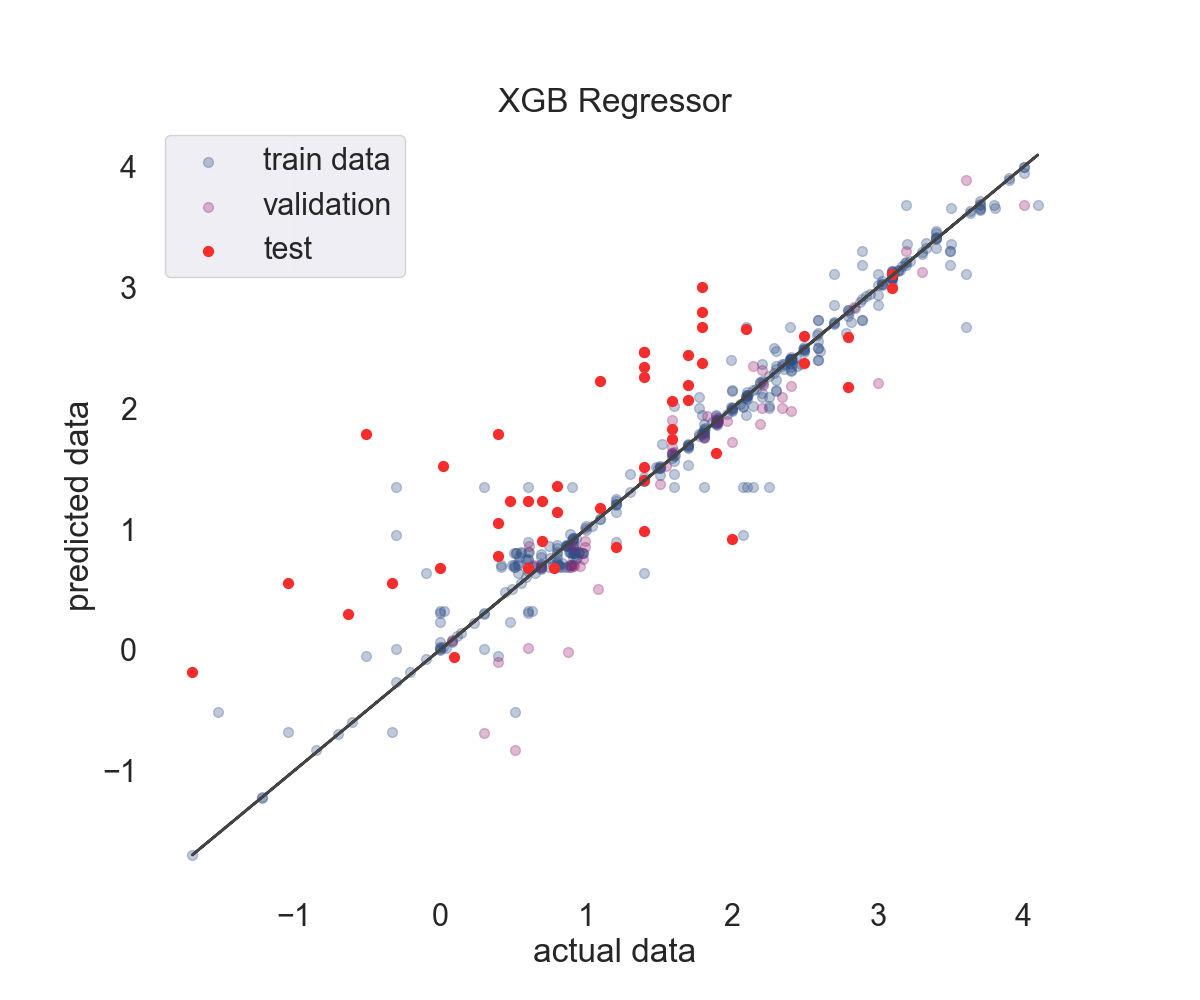 XGB Regressor
train data
validation
test
4
3
2
1
0
−1
predicted data
−1
0
1
2
3
4
actual data